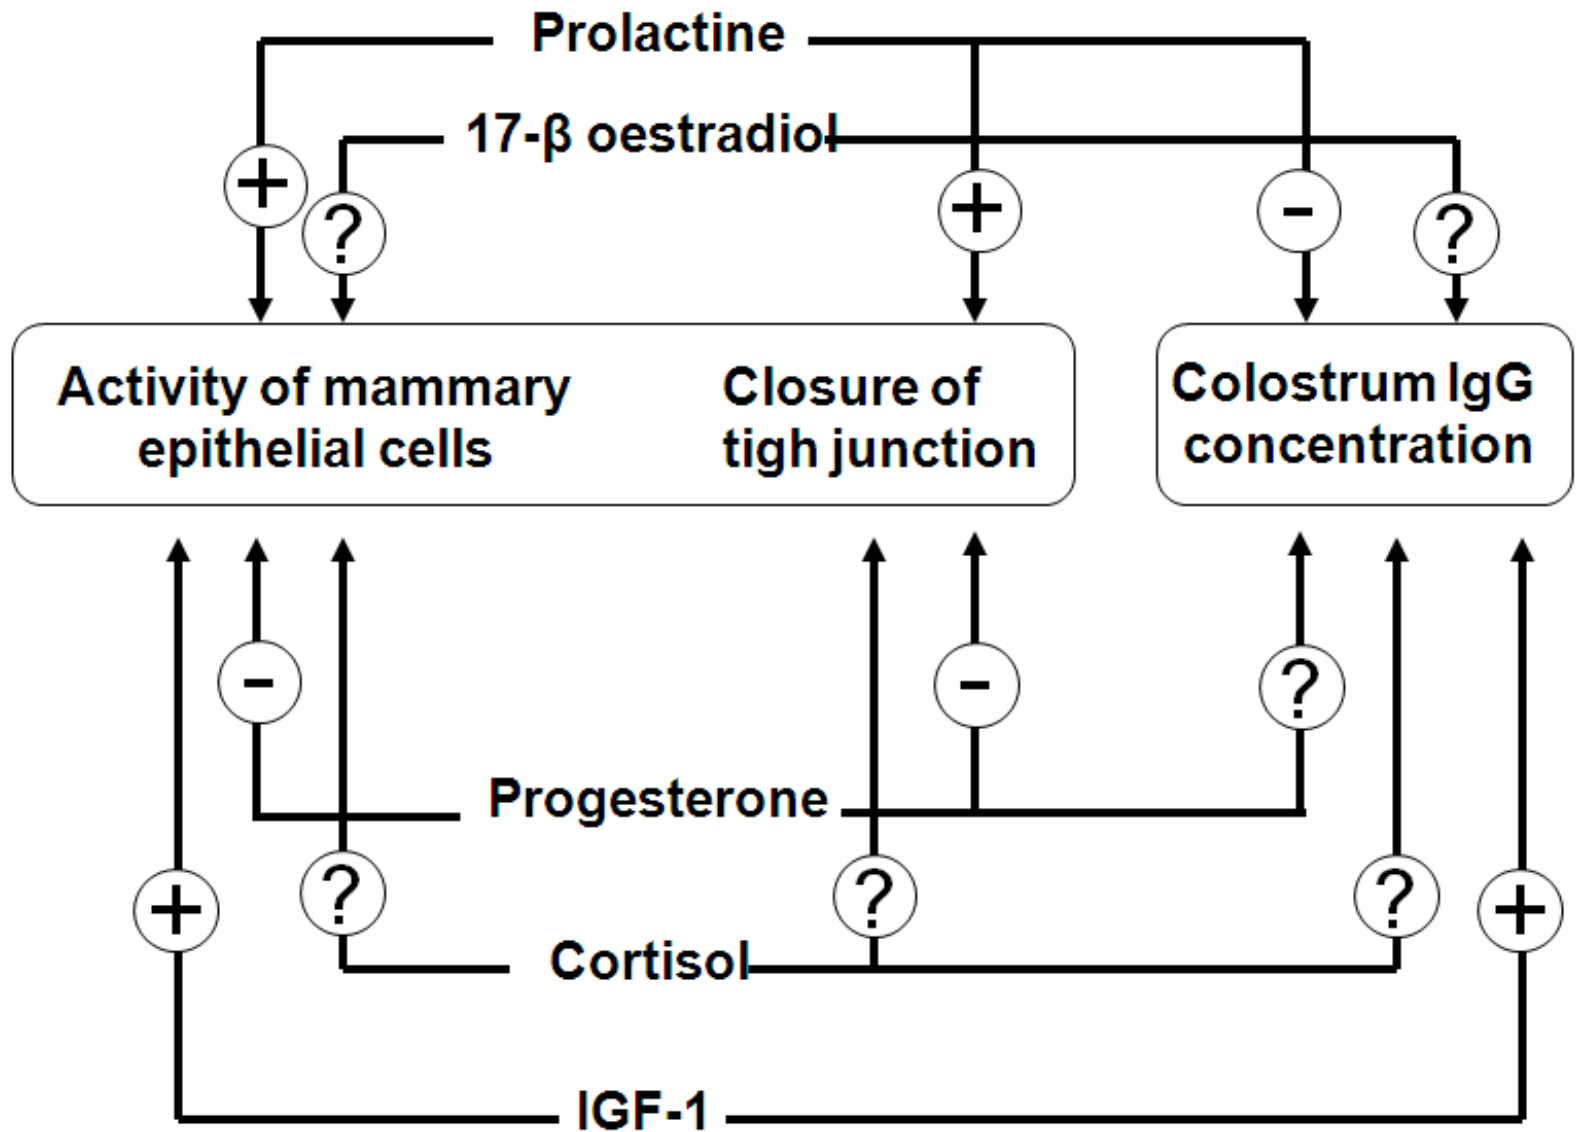 Prolactine
17-β oestradiol
+
?
+
-
?
Activity of mammary
epithelial cells
Closure of
tigh junction
Colostrum IgG
concentration
-
-
?
Progesterone
+
?
?
?
+
Cortisol
IGF-1